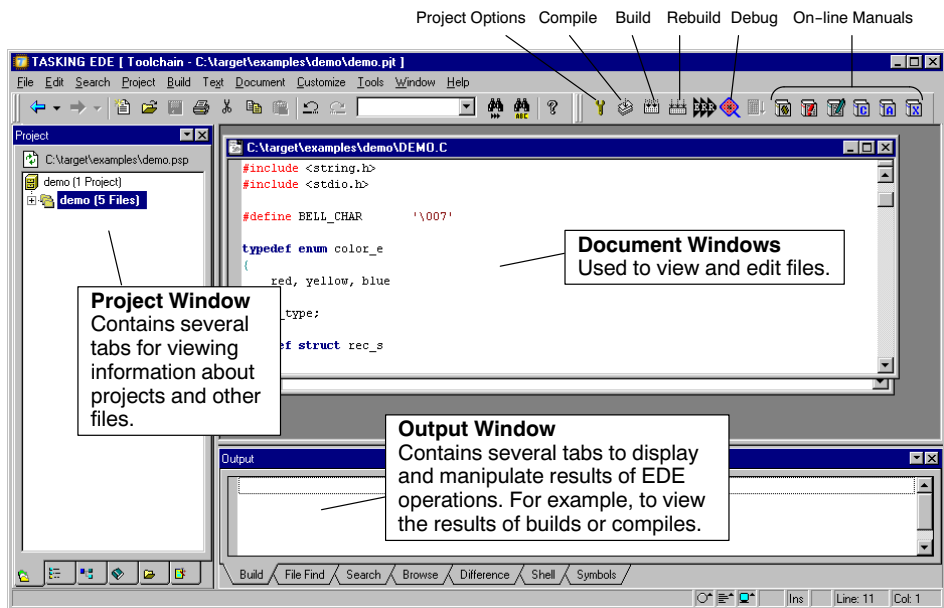 Project Options Compile Build Rebuild Debug On-line Manuals
TASKING EDE [ Toolchain - C:\target\examples\demo\demo.pjt ]
File Edit Search Project Build Text Document Customize Tools Window Help
Project
C:\target\examples\demo.psp
demo (1 Project)
demo (5 Files)
C:\target\examples\demo\DEMO.C
#include <string.h>
#include <stdio.h>
#define BELL_CHAR '\007'
typedef enum color_e
{
red, yellow, blue
_type;
ef struct rec_s
Document Windows
Used to view and edit files.
Project Window
Contains several
tabs for viewing
information about
projects and other
files.
Output Window
Contains several tabs to display
and manipulate results of EDE
operations. For example, to view
the results of builds or compiles.
Output
Build File Find Search Browse Difference Shell Symbols
Ins Line: 11 Col: 1